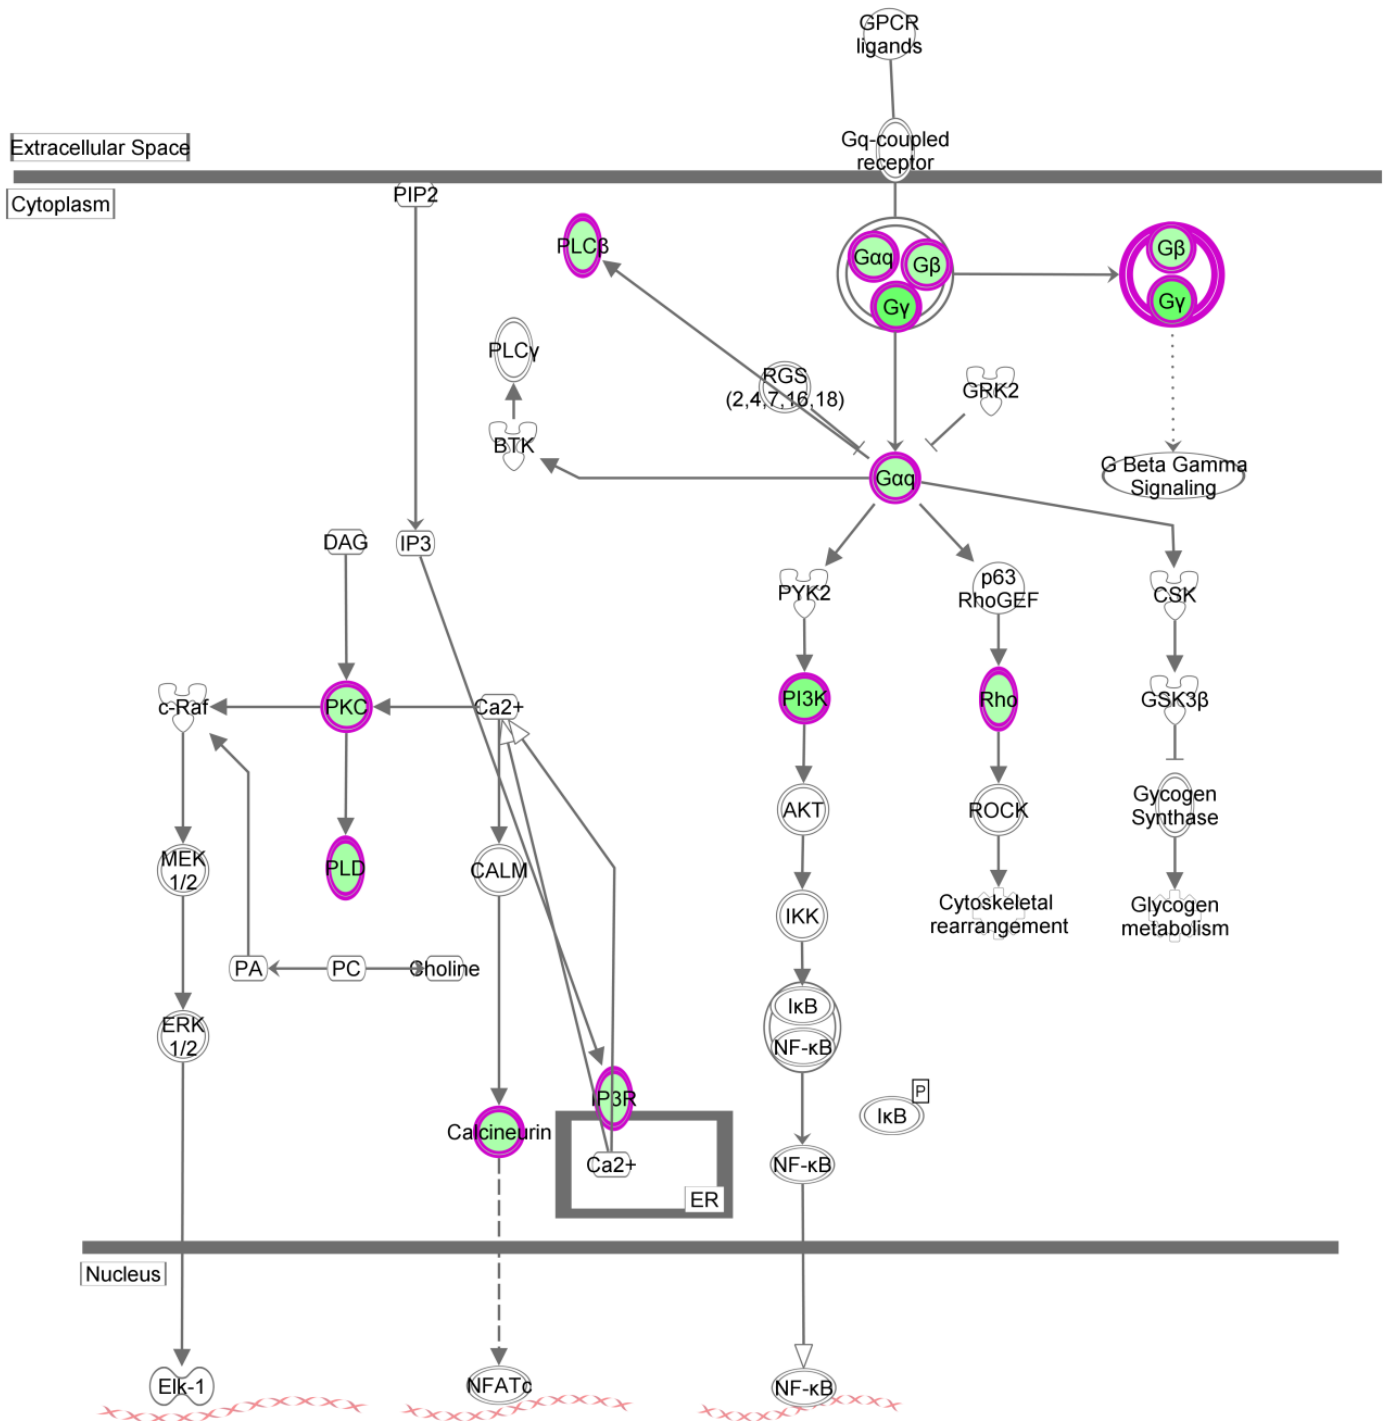 GPCR
ligands
Extracellular Space
Gq-coupled
receptor
Cytoplasm
PIP2
PLCβ
Gαq
Gβ
Gγ
Gβ
Gγ
PLCγ
RGS
(2,4,7,16,18)
GRK2
BTK
Gαq
G Beta Gamma
Signaling
DAG
IP3
PYK2
p63
RhoGEF
CSK
c-Raf
PKC
Ca2+
PI3K
Rho
GSK3β
AKT
ROCK
Gycogen
Synthase
MEK
1/2
PLD
CALM
IKK
Cytoskeletal
rearrangement
Glycogen
metabolism
PA
PC
Choline
IκB
NF-κB
ERK
1/2
IP3R
P
IκB
Calcineurin
Ca2+
NF-κB
ER
Nucleus
Elk-1
NFATc
NF-κB